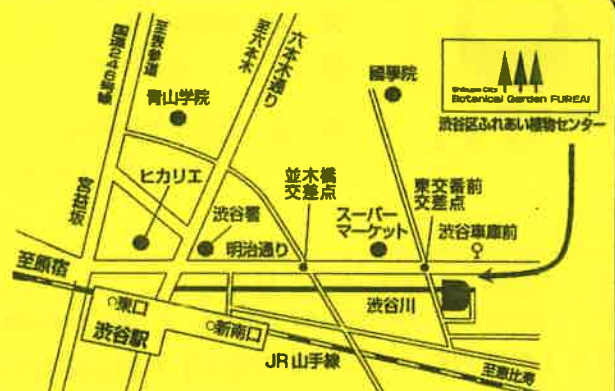 国道246号線
至表参道
至六本木
六本木通り
國學院
Shibuya City
Botanical Garden FUREAI
渋谷区ふれあい植物センター
青山学院
宮益坂
ヒカリエ
渋谷署
並木橋
交差点
スーパー
マーケット
東交番前
交差点
渋谷車庫前
明治通り
至原宿
東口
渋谷駅
新南口
渋谷川
JR山手線
至恵比寿